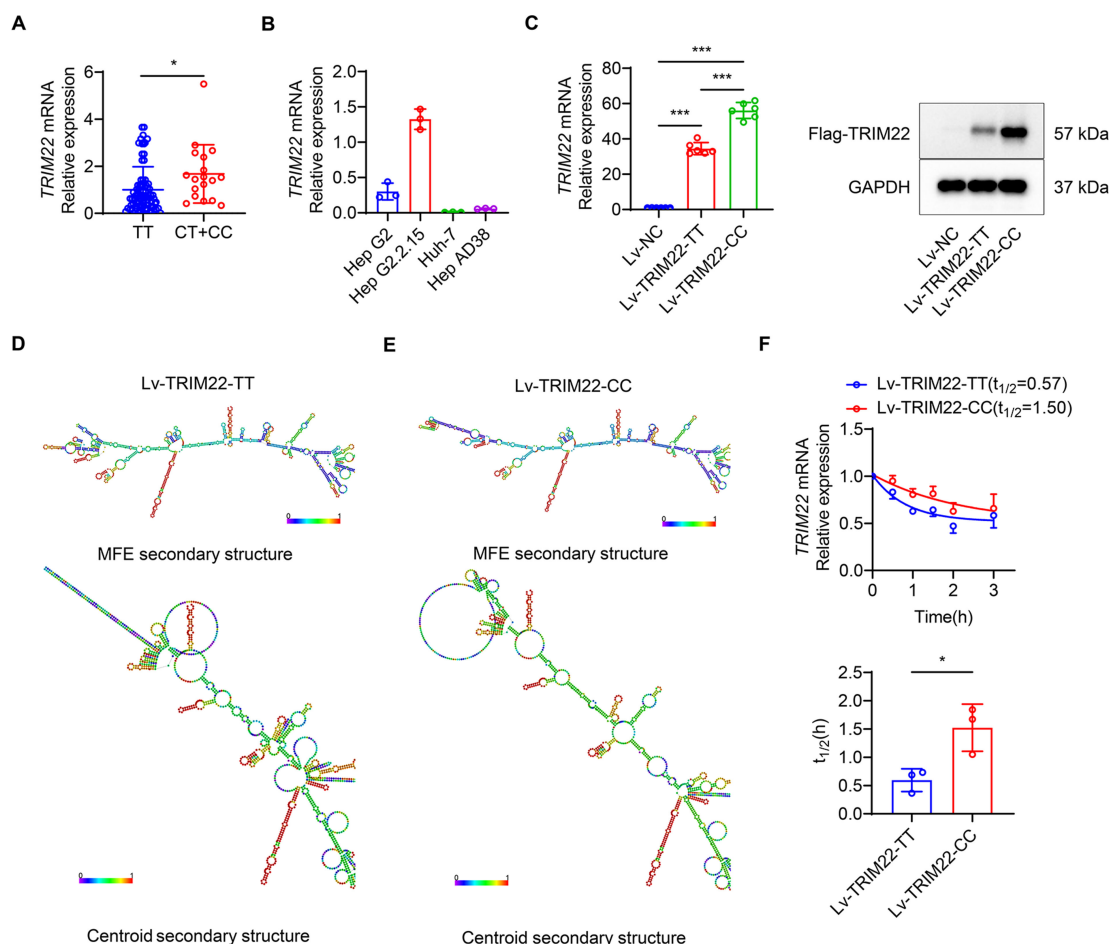 A
TRIM22 mRNA
Relative expression
6
4
2
0
*
TT
CT+CC
B
TRIM22 mRNA
Relative expression
2.0
1.5
1.0
0.5
0.0
Hep G2
Hep G2.2.15
Huh-7
Hep AD38
C
TRIM22 mRNA
Relative expression
80
60
40
20
0
***
***
***
Lv-NC
Lv-TRIM22-TT
Lv-TRIM22-CC
Flag-TRIM22
57 kDa
GAPDH
37 kDa
Lv-NC
Lv-TRIM22-TT
Lv-TRIM22-CC
D
Lv-TRIM22-TT
0 1
MFE secondary structure
0 1
Centroid secondary structure
E
Lv-TRIM22-CC
0 1
MFE secondary structure
0 1
Centroid secondary structure
F
Lv-TRIM22-TT(t1/2=0.57)
Lv-TRIM22-CC(t1/2=1.50)
TRIM22 mRNA
Relative expression
1.5
1.0
0.5
0.0
0 1 2 3
Time(h)
t1/2(h)
2.5
2.0
1.5
1.0
0.5
0.0
*
Lv-TRIM22-TT
Lv-TRIM22-CC